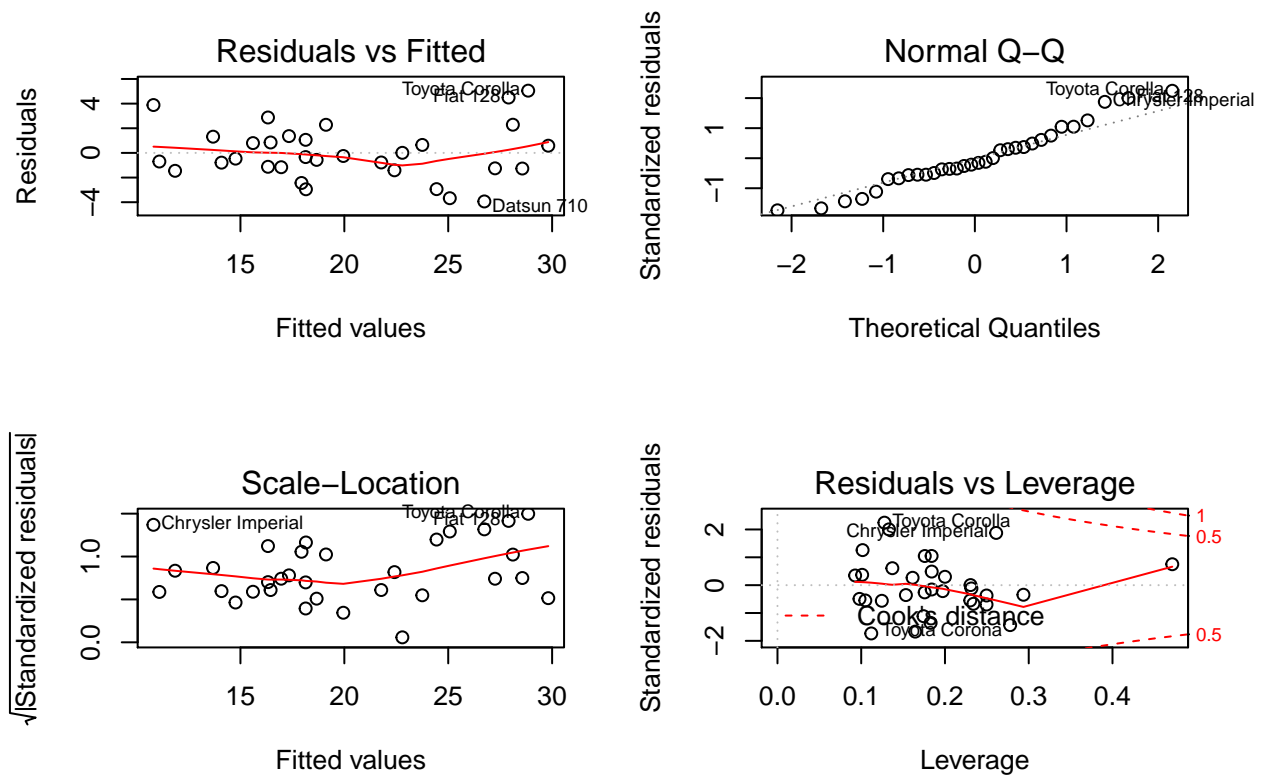 Residuals vs Fitted
Residuals
4
0
−4
Toyota Corolla
Fiat 128
Datsun 710
15 20 25 30
Fitted values
Normal Q−Q
Standardized residuals
1
−1
Toyota Corolla
Fiat 128
Chrysler Imperial
−2 −1 0 1 2
Theoretical Quantiles
Scale−Location
√|Standardized residuals|
1.0
0.0
Chrysler Imperial
Toyota Corolla
Fiat 128
15 20 25 30
Fitted values
Residuals vs Leverage
Standardized residuals
2
0
−2
Toyota Corolla
Chrysler Imperial
Cook's distance
Toyota Corona
1
0.5
0.5
0.0 0.1 0.2 0.3 0.4
Leverage